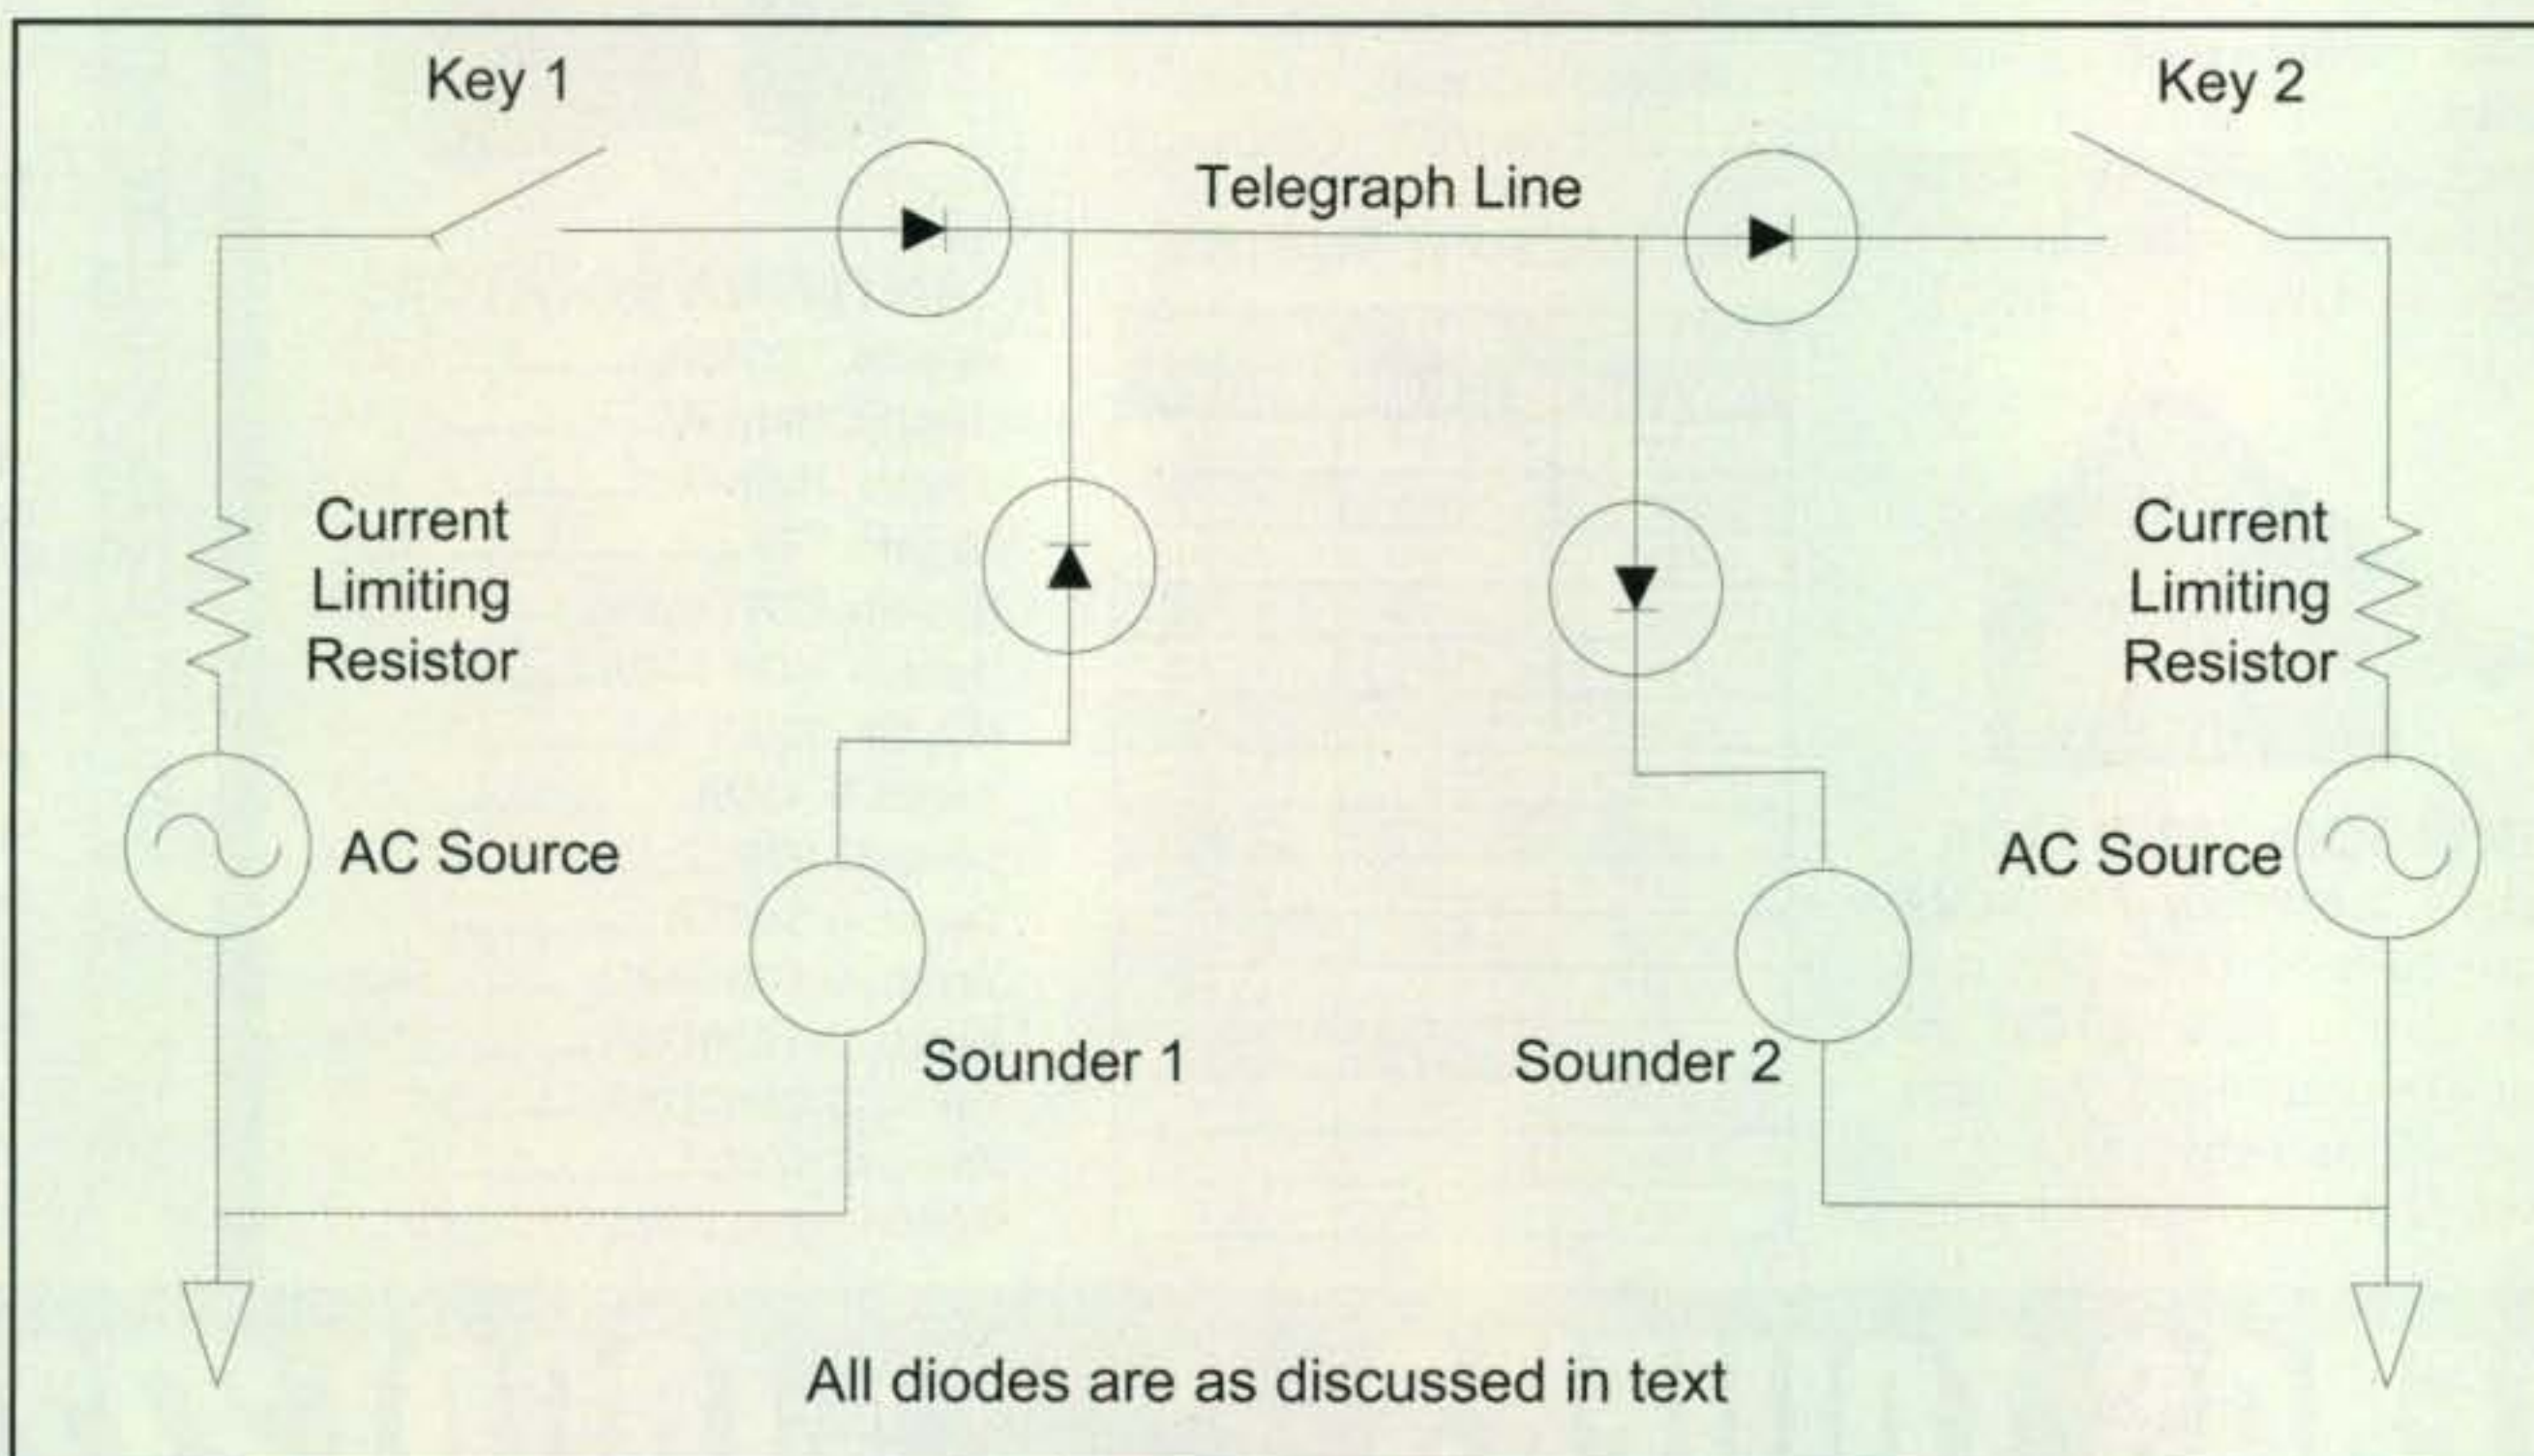 Key 1
Key 2
Telegraph Line
Current
Limiting
Resistor
Current
Limiting
Resistor
AC Source
AC Source
Sounder 1
Sounder 2
All diodes are as discussed in text